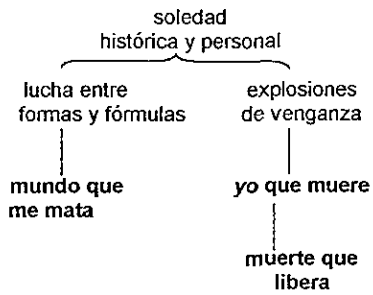 soledad
histórica y personal
lucha entre
formas y fórmulas
explosiones
de venganza
mundo que
me mata
yo que muere
muerte que
libera